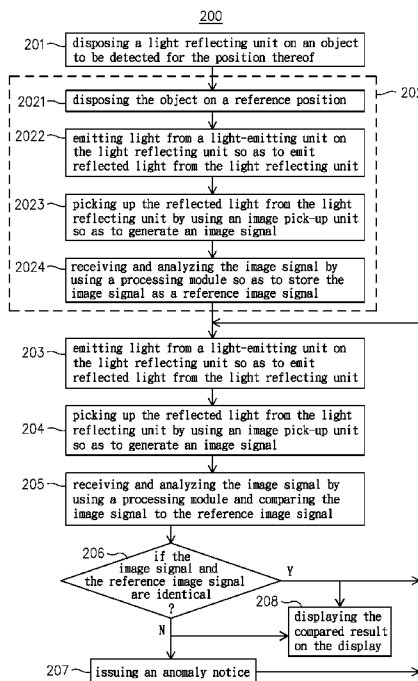 200
201
disposing a light reflecting unit on an object
to be detected for the position thereof
202
2021
disposing the object on a reference position
2022
emitting light from a light-emitting unit on
the light reflecting unit so as to emit
reflected light from the light reflecting unit
2023
picking up the reflected light from the light
reflecting unit by using an image pick-up unit
so as to generate an image signal
2024
receiving and analyzing the image signal by
using a processing module so as to store the
image signal as a reference image signal
203
emitting light from a light-emitting unit on
the light reflecting unit so as to emit
reflected light from the light reflecting unit
204
picking up the reflected light from the light
reflecting unit by using an image pick-up unit
so as to generate an image signal
205
receiving and analyzing the image signal by
using a processing module and comparing the
image signal to the reference image signal
206
if the
image signal and
the reference image signal
are identical
?
Y
N
208
displaying the
compared result
on the display
207
issuing an anomaly notice